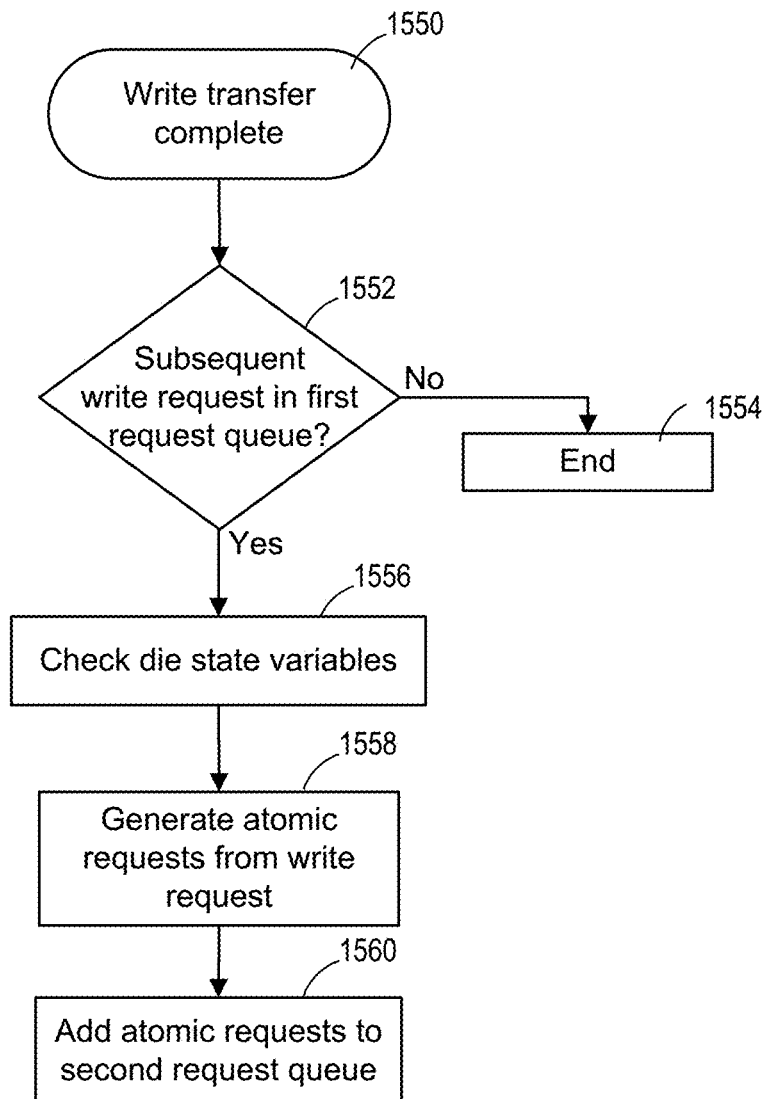 1550
Write transfer
complete
1552
Subsequent
write request in first
request queue?
No
1554
End
Yes
1556
Check die state variables
1558
Generate atomic
requests from write
request
1560
Add atomic requests to
second request queue